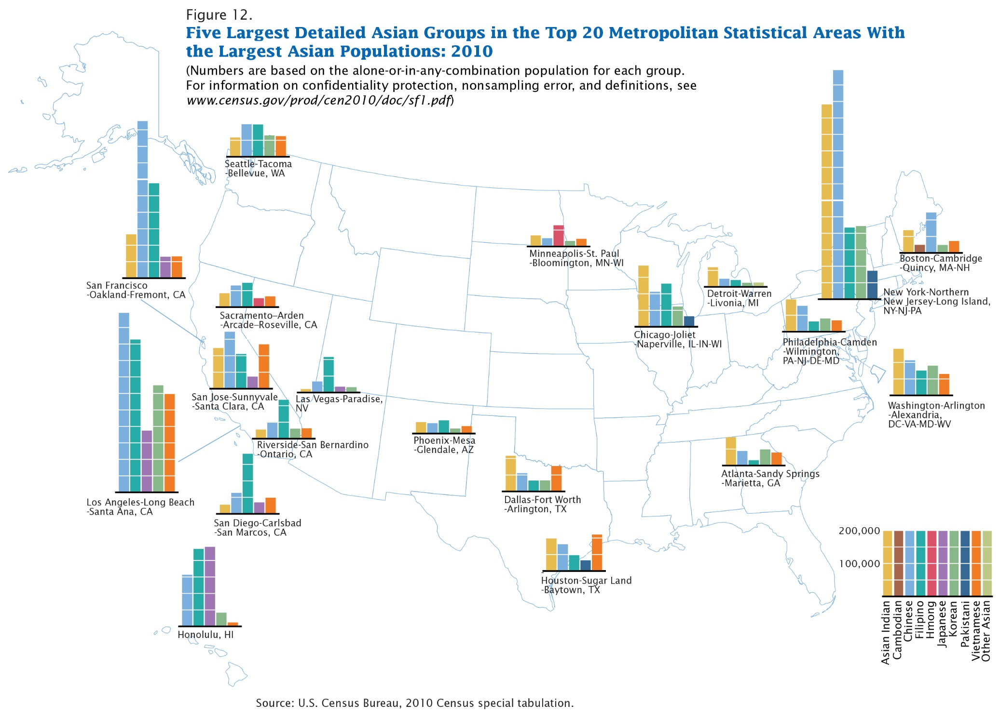 Figure 12.
Five Largest Detailed Asian Groups in the Top 20 Metropolitan Statistical Areas With
the Largest Asian Populations: 2010
(Numbers are based on the alone-or-in-any-combination population for each group.
For information on confidentiality protection, nonsampling error, and definitions, see
www.census.gov/prod/cen2010/doc/sf1.pdf)
Seattle-Tacoma
-Bellevue, WA
Minneapolis-St. Paul
-Bloomington, MN-WI
Boston-Cambridge
-Quincy, MA-NH
San Francisco
-Oakland-Fremont, CA
Detroit-Warren
-Livonia, MI
New York-Northern
New Jersey-Long Island,
NY-NJ-PA
Sacramento–Arden
-Arcade–Roseville, CA
Chicago-Joliet
-Naperville, IL-IN-WI
Philadelphia-Camden
-Wilmington,
PA-NJ-DE-MD
San Jose-Sunnyvale
-Santa Clara, CA
Las Vegas-Paradise,
NV
Washington-Arlington
-Alexandria,
DC-VA-MD-WV
Riverside-San Bernardino
-Ontario, CA
Phoenix-Mesa
-Glendale, AZ
Atlanta-Sandy Springs
-Marietta, GA
Los Angeles-Long Beach
-Santa Ana, CA
Dallas-Fort Worth
-Arlington, TX
San Diego-Carlsbad
-San Marcos, CA
Houston-Sugar Land
-Baytown, TX
Honolulu, HI
200,000
100,000
Asian Indian
Cambodian
Chinese
Filipino
Hmong
Japanese
Korean
Pakistani
Vietnamese
Other Asian
Source: U.S. Census Bureau, 2010 Census special tabulation.